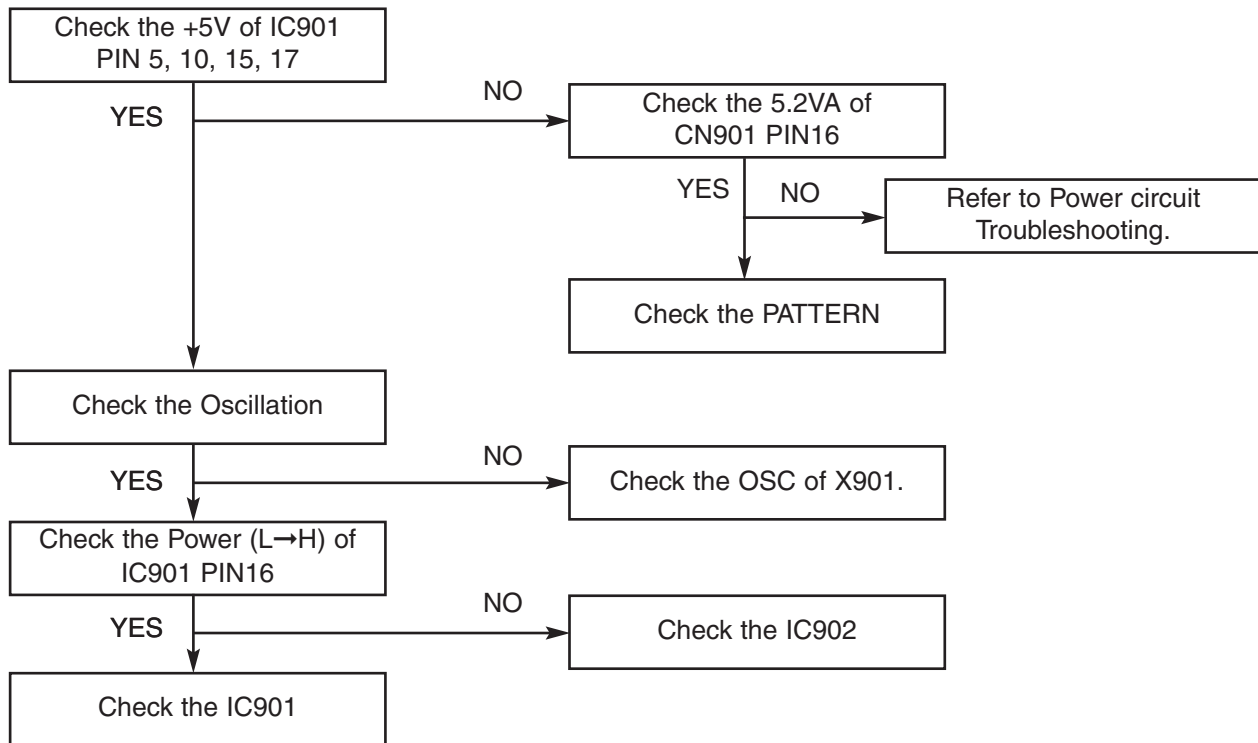 Check the +5V of IC901
PIN 5, 10, 15, 17
YES
NO
Check the 5.2VA of
CN901 PIN16
YES
NO
Refer to Power circuit
Troubleshooting.
Check the PATTERN
Check the Oscillation
YES
NO
Check the OSC of X901.
Check the Power (L→H) of
IC901 PIN16
YES
NO
Check the IC902
Check the IC901